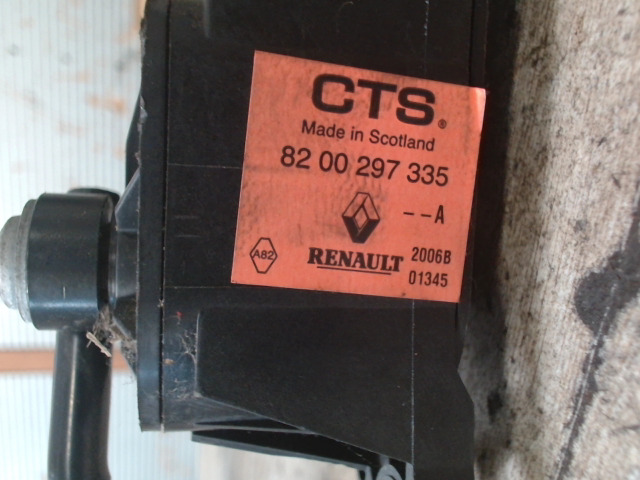 CTS®
Made in Scotland
82 00 297 335
--A
A82
RENAULT
2006B
01345